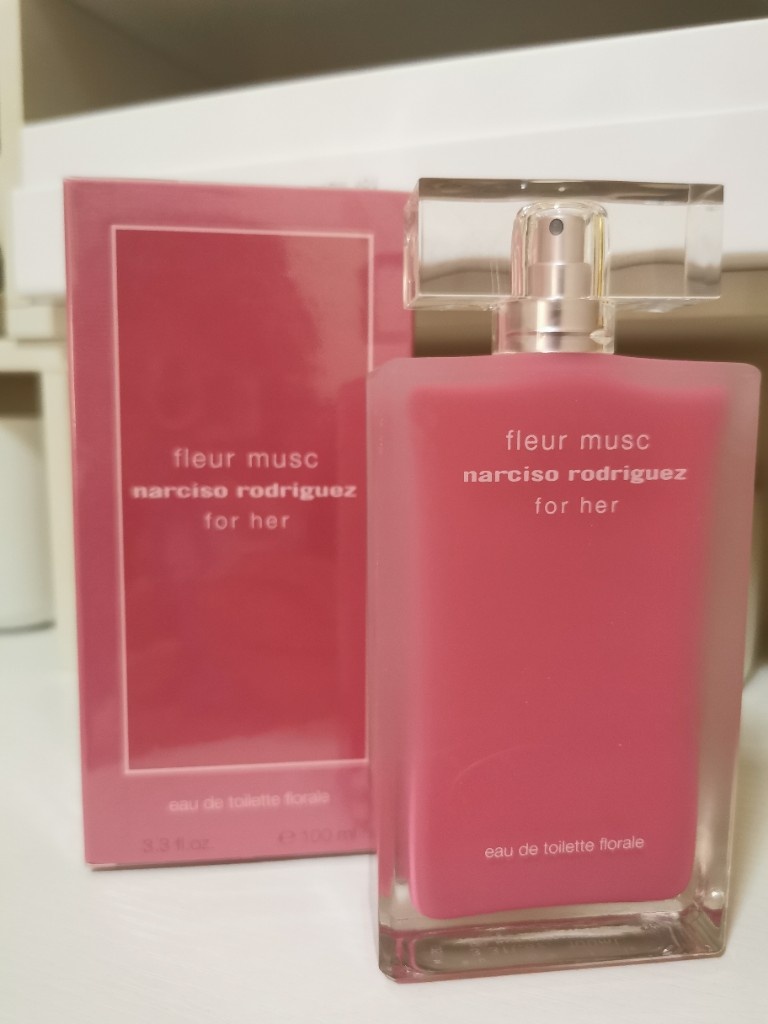 fleur musc
narciso rodriguez
for her
eau de toilette florale
3.3 fl oz. ℮ 100 ml
fleur musc
narciso rodriguez
for her
eau de toilette florale